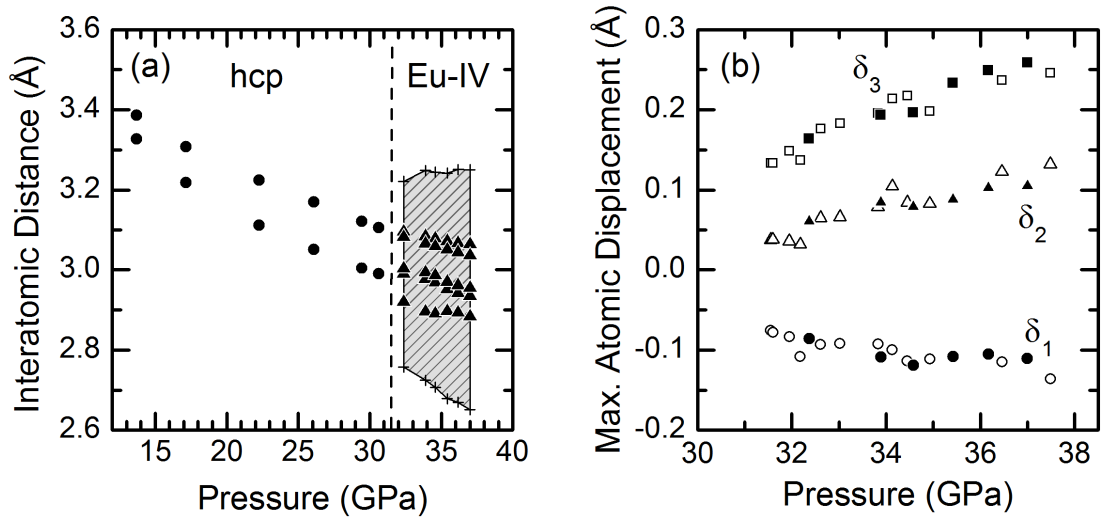 (a)
hcp
Eu-IV
Interatomic Distance (Å)
3.6
3.4
3.2
3.0
2.8
2.6
15 20 25 30 35 40
Pressure (GPa)
(b)
δ3
δ2
δ1
Max. Atomic Displacement (Å)
0.3
0.2
0.1
0.0
-0.1
-0.2
30 32 34 36 38
Pressure (GPa)